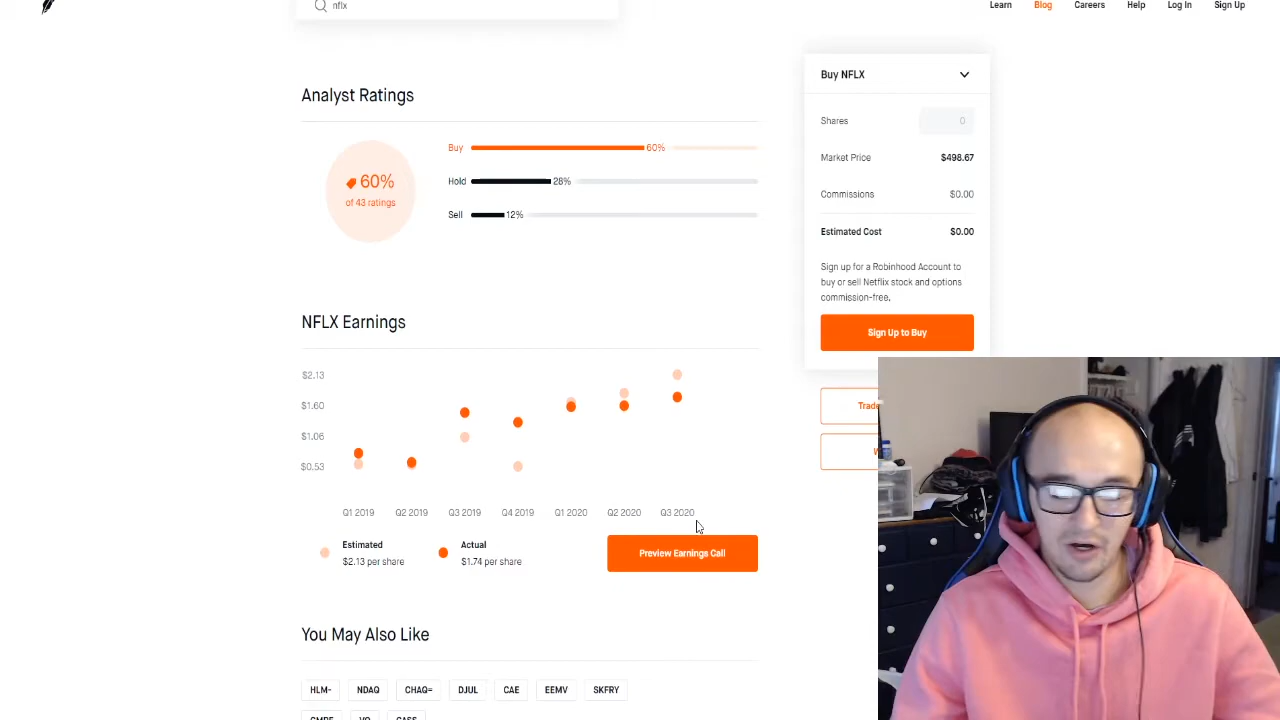 nflx
Learn Blog Careers Help Log In Sign Up
Analyst Ratings
60%
of 43 ratings
Buy 60%
Hold 28%
Sell 12%
Buy NFLX
Shares 0
Market Price $498.67
Commissions $0.00
Estimated Cost $0.00
Sign up for a Robinhood Account to
buy or sell Netflix stock and options
commission-free.
Sign Up to Buy
Trade
NFLX Earnings
$2.13
$1.60
$1.06
$0.53
Q1 2019 Q2 2019 Q3 2019 Q4 2019 Q1 2020 Q2 2020 Q3 2020
Estimated
$2.13 per share
Actual
$1.74 per share
Preview Earnings Call
You May Also Like
HLM- NDAQ CHAQ= DJUL CAE EEMV SKFRY